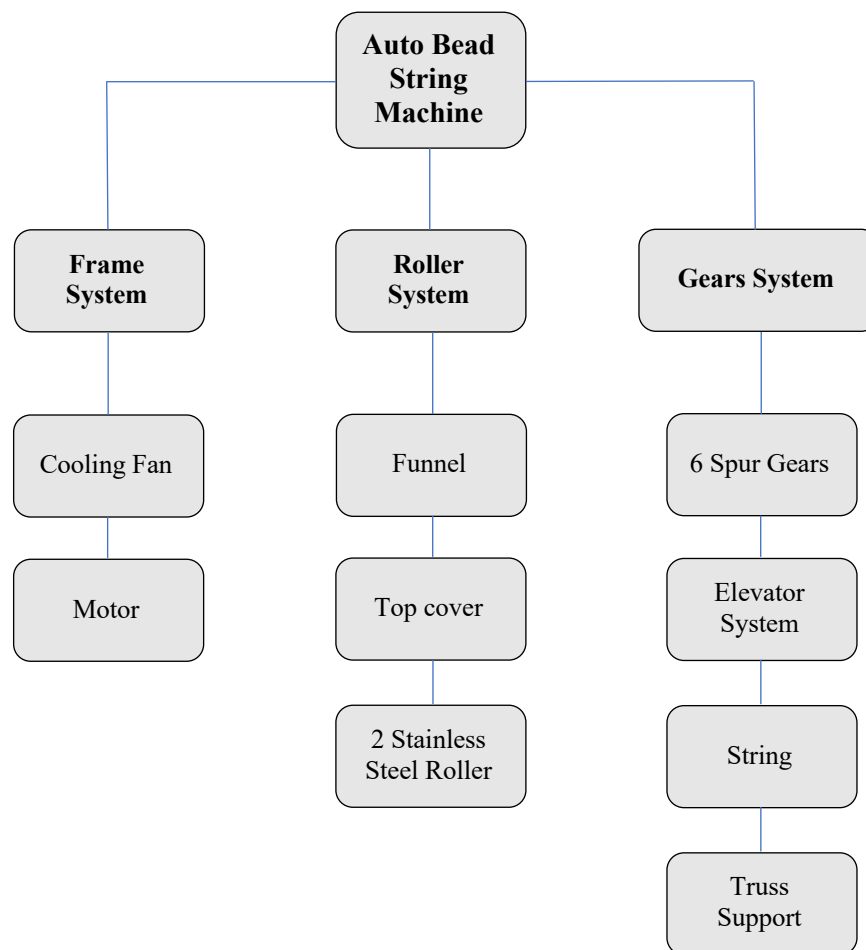 Auto Bead
String
Machine
Frame
System
Roller
System
Gears System
Cooling Fan
Funnel
6 Spur Gears
Motor
Top cover
Elevator
System
2 Stainless
Steel Roller
String
Truss
Support